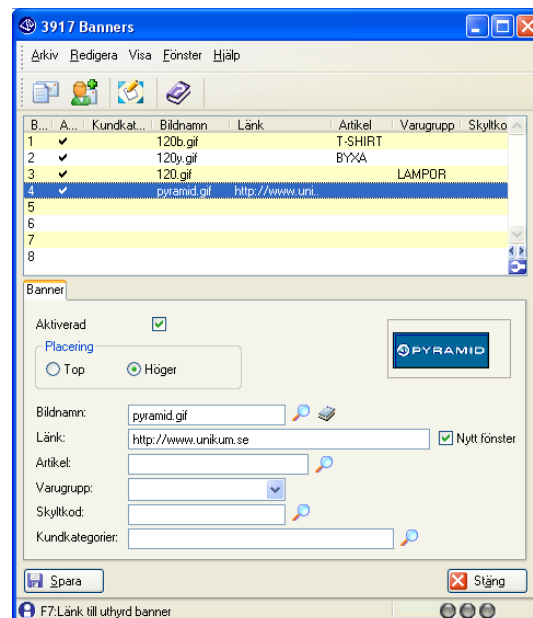 3917 Banners
Arkiv Redigera Visa Fönster Hjälp
B... A... Kundkat... Bildnamn Länk Artikel Varugrupp Skyltko
1 120b.gif T-SHIRT
2 120y.gif BYXA
3 120.gif LAMPOR
4 pyramid.gif http://www.uni..
5
6
7
8
Banner
Aktiverad
Placering
Top Höger
PYRAMID
Bildnamn: pyramid.gif
Länk: http://www.unikum.se Nytt fönster
Artikel:
Varugrupp:
Skyltkod:
Kundkategorier:
Spara Stäng
F7:Länk till uthyrd banner